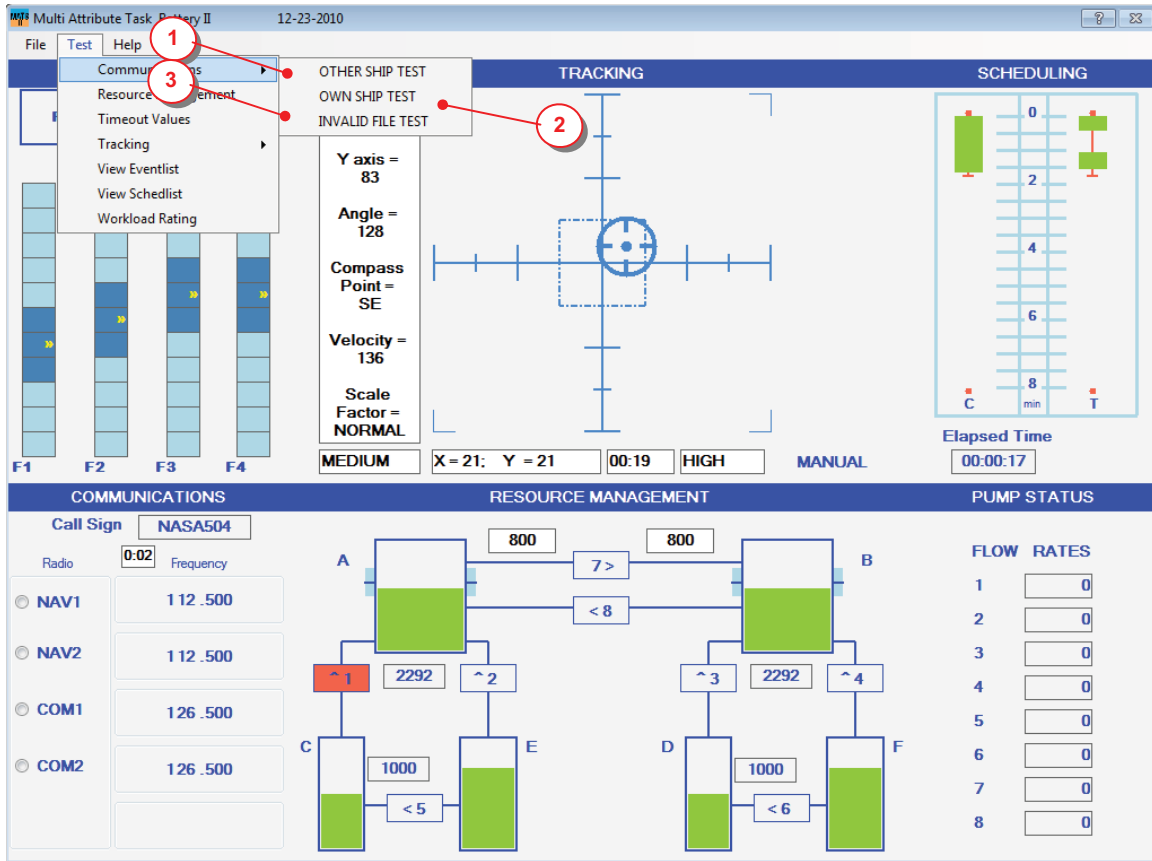 Multi Attribute Task Battery II 12-23-2010
File Test Help
1
Communications
OTHER SHIP TEST
3
Resource Management
OWN SHIP TEST
2
Timeout Values
INVALID FILE TEST
Tracking
View Eventlist
View Schedlist
Workload Rating
TRACKING
SCHEDULING
Y axis =
83
Angle =
128
Compass
Point =
SE
Velocity =
136
Scale
Factor =
NORMAL
F1 F2 F3 F4
MEDIUM X = 21; Y = 21 00:19 HIGH MANUAL
0
2
4
6
8
C min T
Elapsed Time
00:00:17
COMMUNICATIONS
Call Sign NASA504
Radio 0:02 Frequency
NAV1 112 .500
NAV2 112 .500
COM1 126 .500
COM2 126 .500
RESOURCE MANAGEMENT
800 800
A 7 > B
< 8
^ 1 2292 ^ 2 ^ 3 2292 ^ 4
C E D F
1000 1000
< 5 < 6
PUMP STATUS
FLOW RATES
1 0
2 0
3 0
4 0
5 0
6 0
7 0
8 0